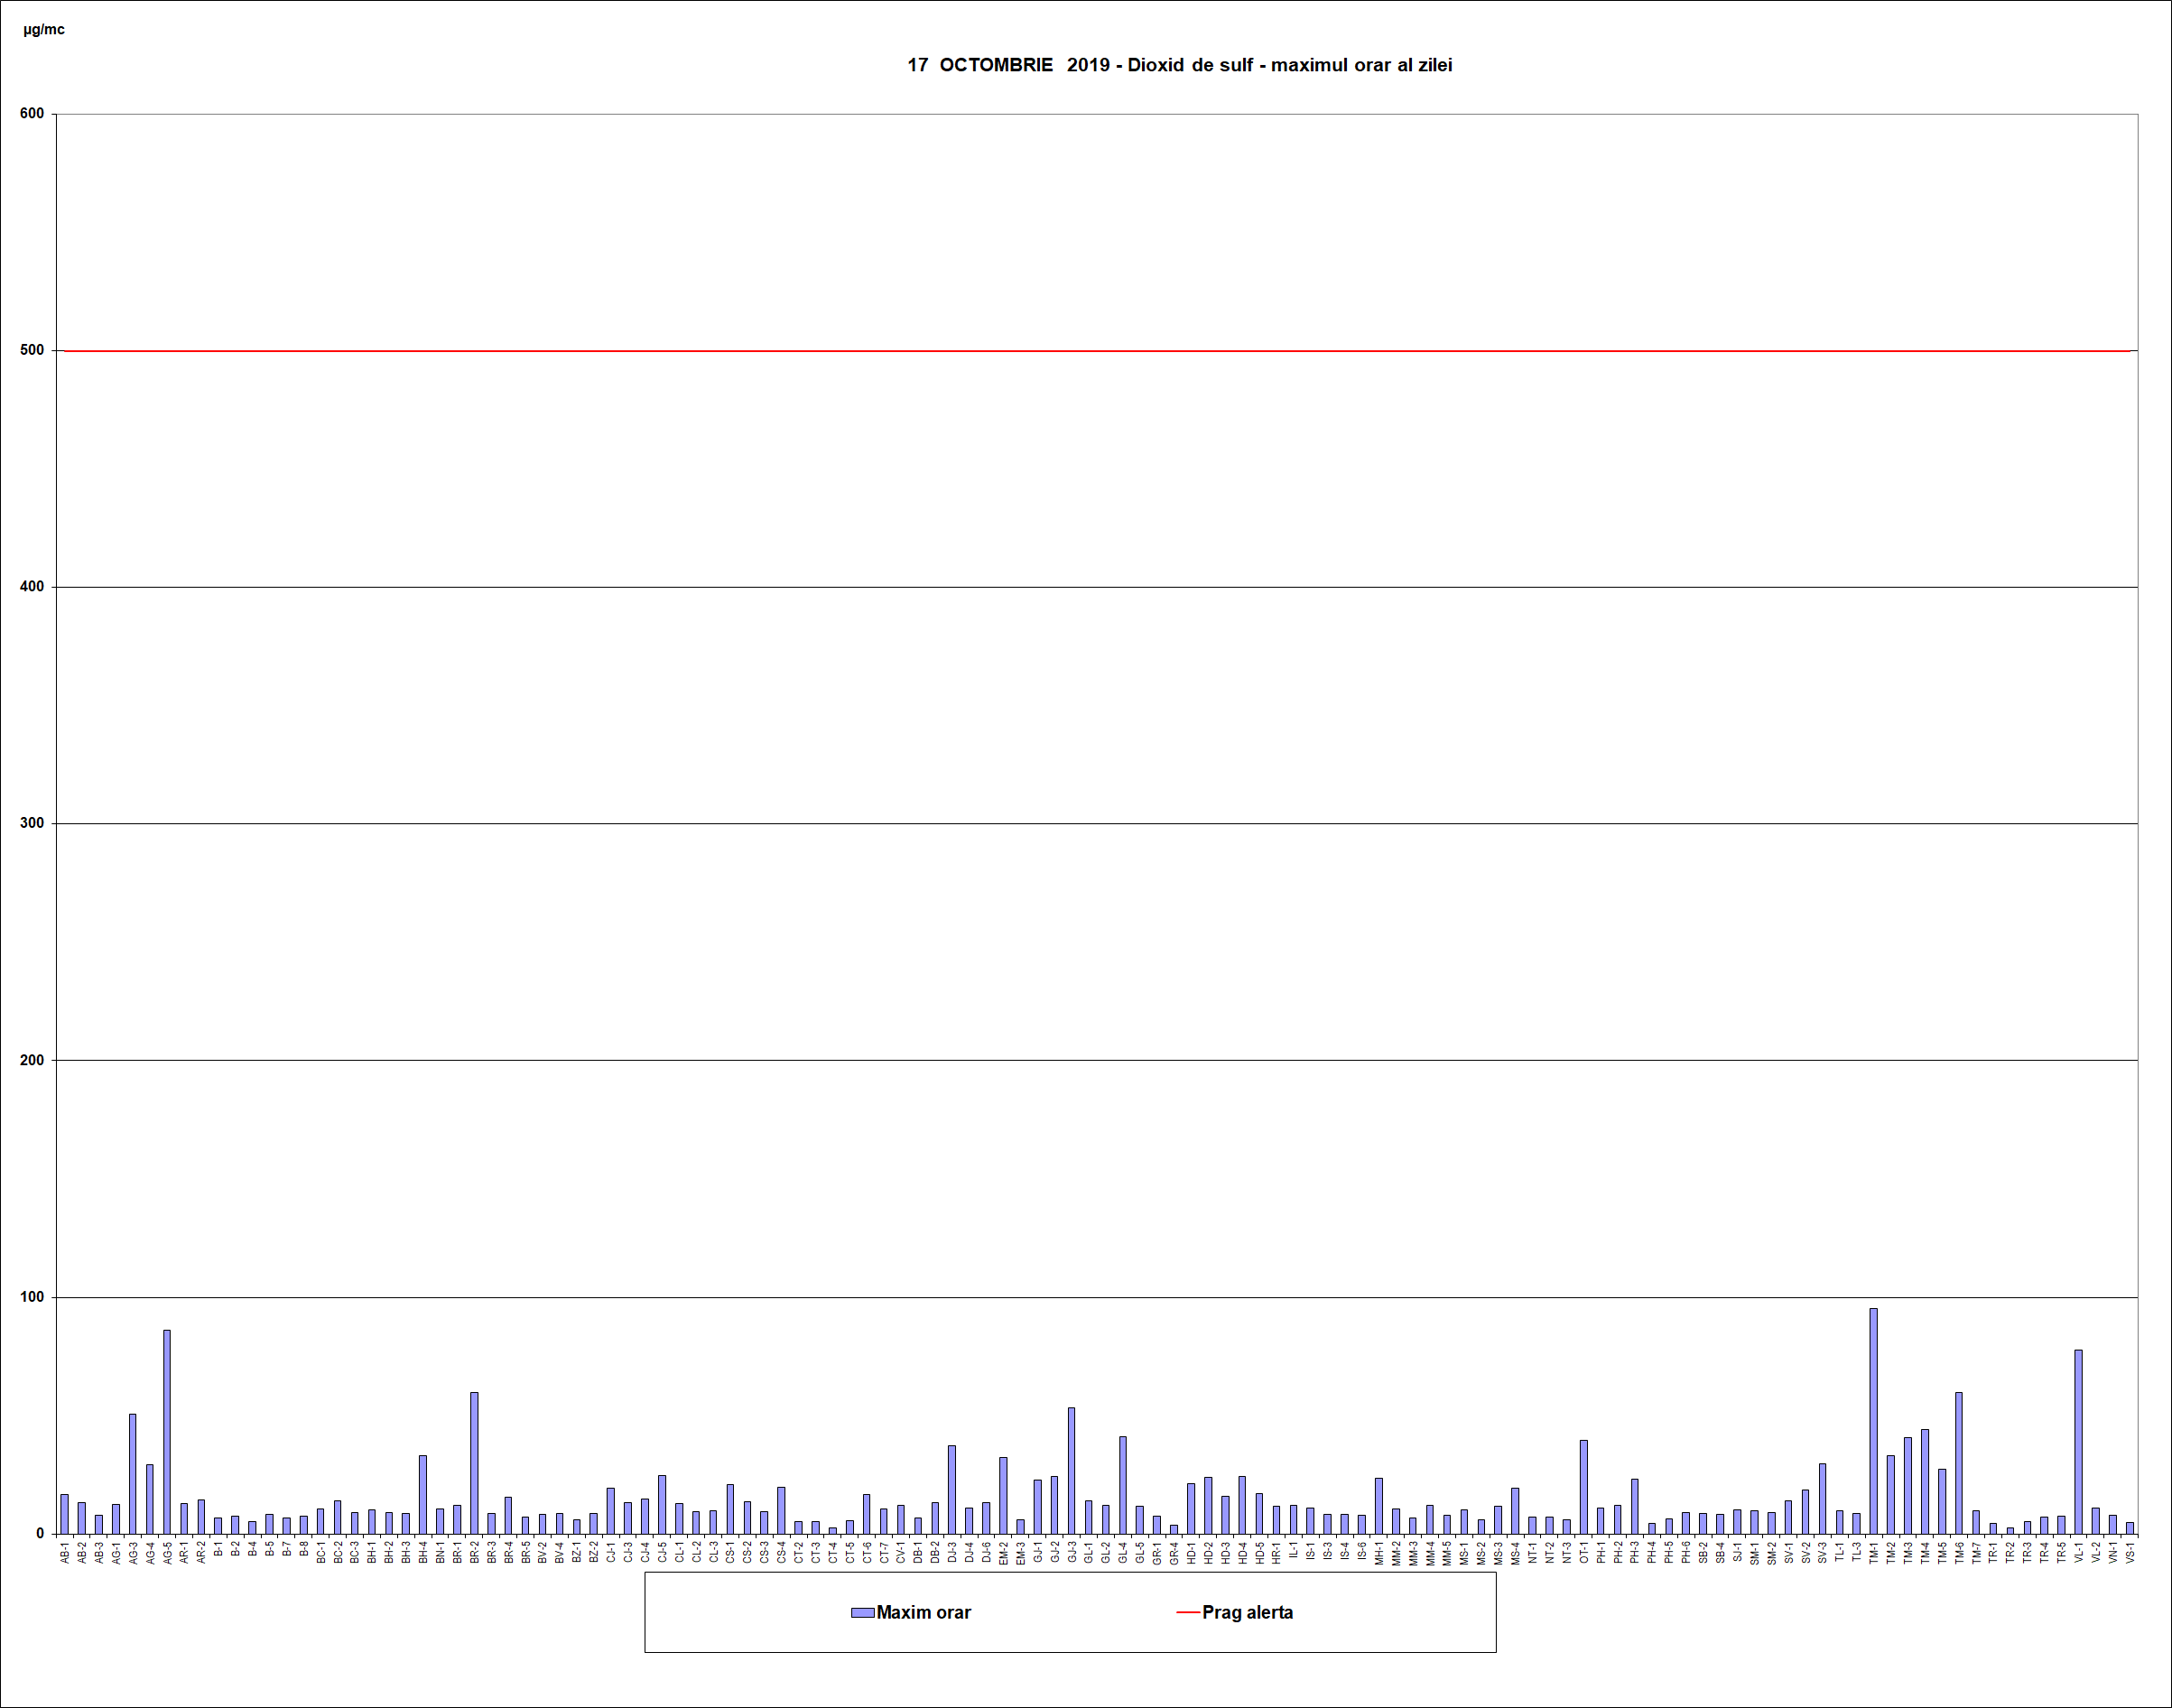 µg/mc
17 OCTOMBRIE 2019 - Dioxid de sulf - maximul orar al zilei
600
500
400
300
200
100
0
AB-1 AB-2 AB-3 AG-1 AG-3 AG-4 AG-5 AR-1 AR-2 B-1 B-2 B-4 B-5 B-7 B-8 BC-1 BC-2 BC-3 BH-1 BH-2 BH-3 BH-4 BN-1 BR-1 BR-2 BR-3 BR-4 BR-5 BV-2 BV-4 BZ-1 BZ-2 CJ-1 CJ-3 CJ-4 CJ-5 CL-1 CL-2 CL-3 CS-1 CS-2 CS-3 CS-4 CT-2 CT-3 CT-4 CT-5 CT-6 CT-7 CV-1 DB-1 DB-2 DJ-3 DJ-4 DJ-6 EM-2 EM-3 GJ-1 GJ-2 GJ-3 GL-1 GL-2 GL-4 GL-5 GR-1 GR-4 HD-1 HD-2 HD-3 HD-4 HD-5 HR-1 IL-1 IS-1 IS-3 IS-4 IS-6 MH-1 MM-2 MM-3 MM-4 MM-5 MS-1 MS-2 MS-3 MS-4 NT-1 NT-2 NT-3 OT-1 PH-1 PH-2 PH-3 PH-4 PH-5 PH-6 SB-2 SB-4 SJ-1 SM-1 SM-2 SV-1 SV-2 SV-3 TL-1 TL-3 TM-1 TM-2 TM-3 TM-4 TM-5 TM-6 TM-7 TR-1 TR-2 TR-3 TR-4 TR-5 VL-1 VL-2 VN-1 VS-1
Maxim orar Prag alerta